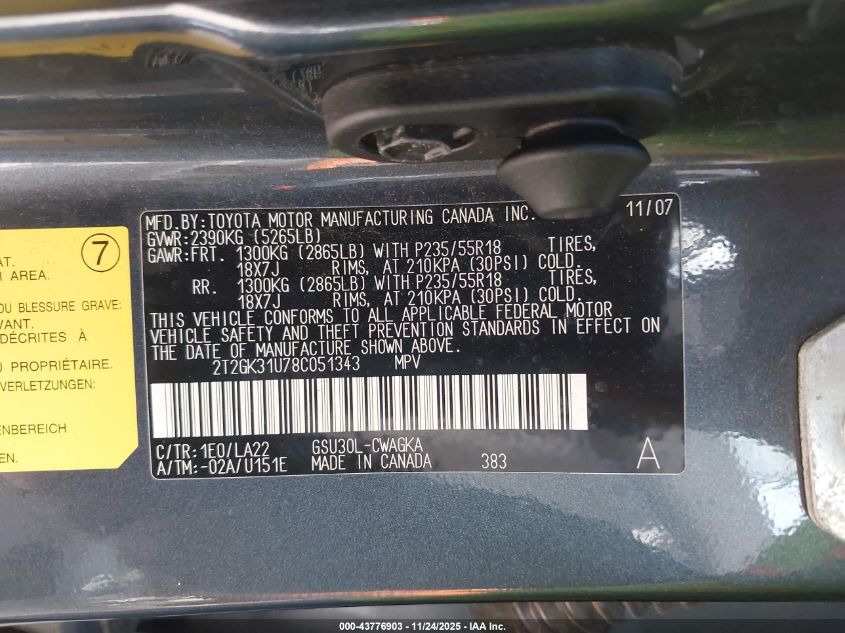 7
AT.
AREA.
OU BLESSURE GRAVE:
VANT.
DÉCRITES À
U PROPRIÉTAIRE.
VERLETZUNGEN:
ENBEREICH
EN.
MFD.BY:TOYOTA MOTOR MANUFACTURING CANADA INC. 11/07
GVWR:2390KG (5265LB)
GAWR:FRT. 1300KG (2865LB) WITH P235/55R18 TIRES,
18X7J RIMS, AT 210KPA (30PSI) COLD.
RR. 1300KG (2865LB) WITH P235/55R18 TIRES,
18X7J RIMS, AT 210KPA (30PSI) COLD.
THIS VEHICLE CONFORMS TO ALL APPLICABLE FEDERAL MOTOR
VEHICLE SAFETY AND THEFT PREVENTION STANDARDS IN EFFECT ON
THE DATE OF MANUFACTURE SHOWN ABOVE.
2T2GK31U78C051343 MPV
C/TR:1E0/LA22 GSU30L-CWAGKA
A/TM:-02A/U151E MADE IN CANADA 383 A
000-43776903 - 11/24/2025 - IAA Inc.